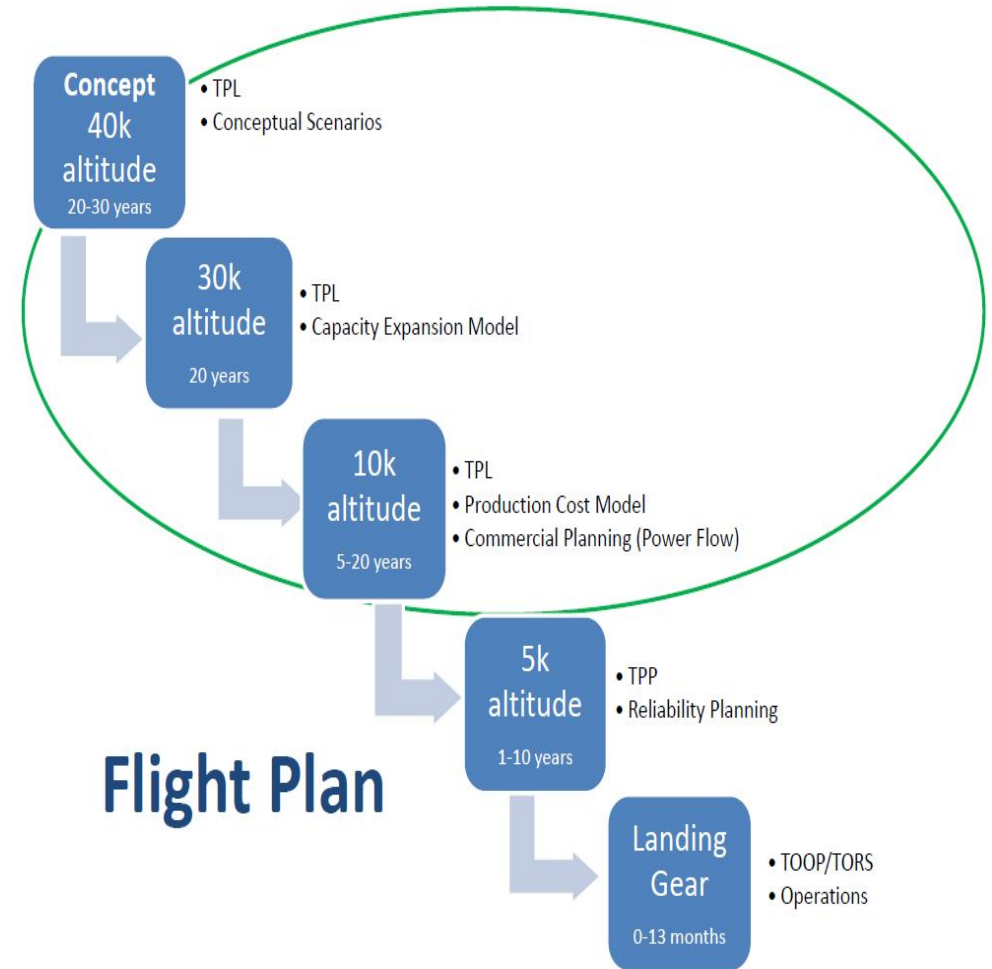 Concept
40k
altitude
20-30 years
• TPL
• Conceptual Scenarios
30k
altitude
20 years
• TPL
• Capacity Expansion Model
10k
altitude
5-20 years
• TPL
• Production Cost Model
• Commercial Planning (Power Flow)
5k
altitude
1-10 years
• TPP
• Reliability Planning
Flight Plan
Landing
Gear
0-13 months
• TOOP/TORS
• Operations